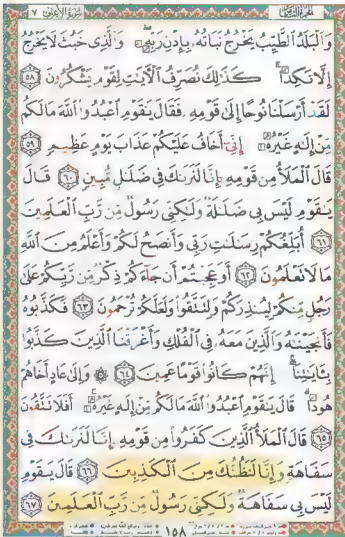 الجزء الثامن سورة الأعراف ٧
وَالْبَلَدُ الطَّيِّبُ يَخْرُجُ نَبَاتُهُ بِإِذْنِ رَبِّهِ وَالَّذِي خَبُثَ لَا يَخْرُجُ
إِلَّا نَكِدًا كَذَلِكَ نُصَرِّفُ الْآيَاتِ لِقَوْمٍ يَشْكُرُونَ ٥٨
لَقَدْ أَرْسَلْنَا نُوحًا إِلَى قَوْمِهِ فَقَالَ يَقَوْمِ اعْبُدُوا اللَّهَ مَا لَكُم
مِّنْ إِلَهٍ غَيْرُهُ إِنِّي أَخَافُ عَلَيْكُمْ عَذَابَ يَوْمٍ عَظِيمٍ ٥٩
قَالَ الْمَلَأُ مِن قَوْمِهِ إِنَّا لَنَرَاكَ فِي ضَلَالٍ مُّبِينٍ ٦٠ قَالَ
يَقَوْمِ لَيْسَ بِي ضَلَالَةٌ وَلَكِنِّي رَسُولٌ مِّن رَّبِّ الْعَالَمِينَ
٦١ أُبَلِّغُكُمْ رِسَالَاتِ رَبِّي وَأَنصَحُ لَكُمْ وَأَعْلَمُ مِنَ اللَّهِ
مَا لَا تَعْلَمُونَ ٦٢ أَوَعَجِبْتُمْ أَن جَاءَكُمْ ذِكْرٌ مِّن رَّبِّكُمْ عَلَى
رَجُلٍ مِّنكُمْ لِيُنذِرَكُمْ وَلِتَتَّقُوا وَلَعَلَّكُمْ تُرْحَمُونَ ٦٣ فَكَذَّبُوهُ
فَأَنجَيْنَاهُ وَالَّذِينَ مَعَهُ فِي الْفُلْكِ وَأَغْرَقْنَا الَّذِينَ كَذَّبُوا
بِآيَاتِنَا إِنَّهُمْ كَانُوا قَوْمًا عَمِينَ ٦٤ ۞ وَإِلَى عَادٍ أَخَاهُمْ
هُودًا قَالَ يَقَوْمِ اعْبُدُوا اللَّهَ مَا لَكُم مِّنْ إِلَهٍ غَيْرُهُ أَفَلَا تَتَّقُونَ
٦٥ قَالَ الْمَلَأُ الَّذِينَ كَفَرُوا مِن قَوْمِهِ إِنَّا لَنَرَاكَ فِي
سَفَاهَةٍ وَإِنَّا لَنَظُنُّكَ مِنَ الْكَاذِبِينَ ٦٦ قَالَ يَقَوْمِ
لَيْسَ بِي سَفَاهَةٌ وَلَكِنِّي رَسُولٌ مِّن رَّبِّ الْعَالَمِينَ ٦٧
١٥٨